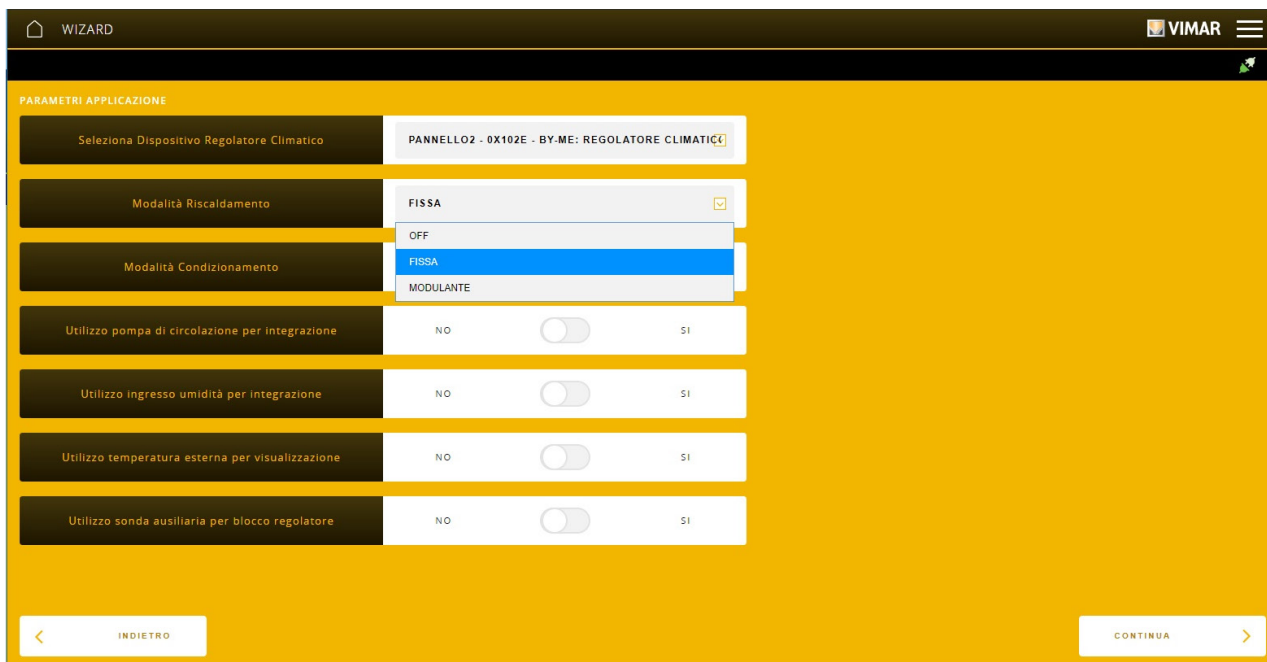 WIZARD
VIMAR
PARAMETRI APPLICAZIONE
Seleziona Dispositivo Regolatore Climatico
PANNELLO2 - 0X102E - BY-ME: REGOLATORE CLIMATIC
Modalità Riscaldamento
FISSA
OFF
FISSA
MODULANTE
Modalità Condizionamento
Utilizzo pompa di circolazione per integrazione
NO SI
Utilizzo ingresso umidità per integrazione
NO SI
Utilizzo temperatura esterna per visualizzazione
NO SI
Utilizzo sonda ausiliaria per blocco regolatore
NO SI
INDIETRO
CONTINUA